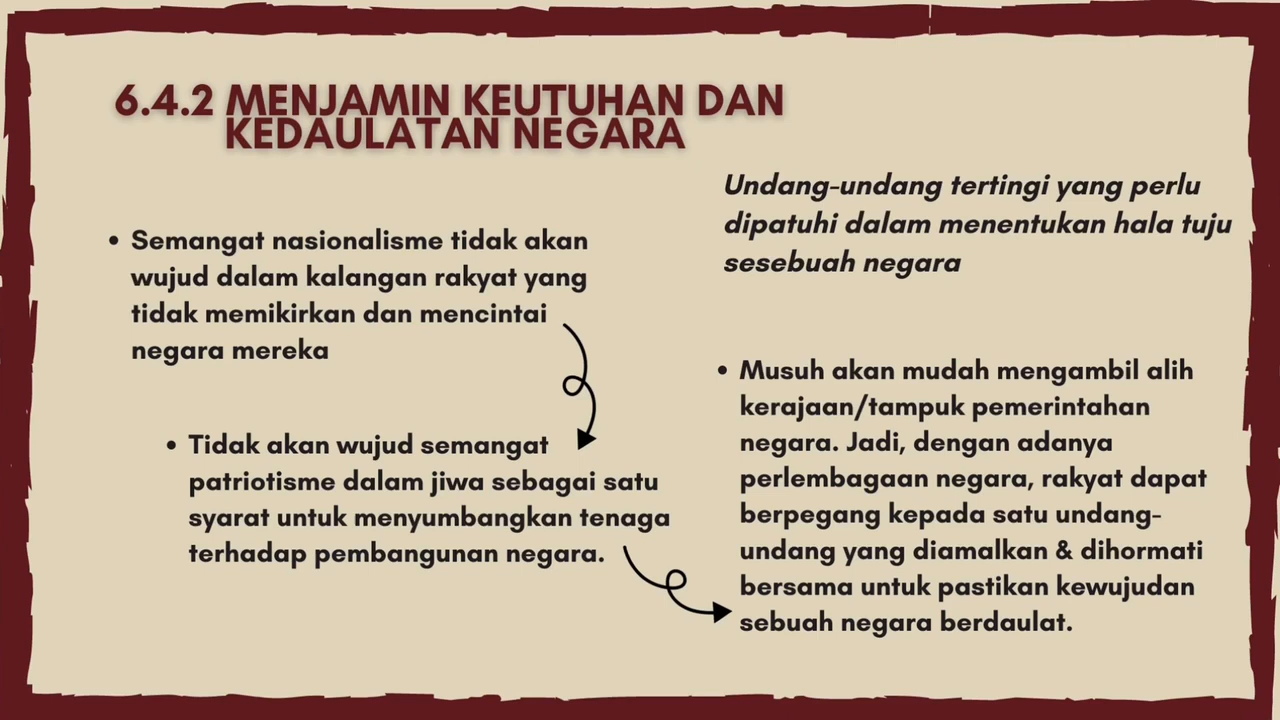 6.4.2 MENJAMIN KEUTUHAN DAN
KEDAULATAN NEGARA
Undang-undang tertingi yang perlu
dipatuhi dalam menentukan hala tuju
sesebuah negara
• Semangat nasionalisme tidak akan
wujud dalam kalangan rakyat yang
tidak memikirkan dan mencintai
negara mereka
• Tidak akan wujud semangat
patriotisme dalam jiwa sebagai satu
syarat untuk menyumbangkan tenaga
terhadap pembangunan negara.
• Musuh akan mudah mengambil alih
kerajaan/tampuk pemerintahan
negara. Jadi, dengan adanya
perlembagaan negara, rakyat dapat
berpegang kepada satu undang-
undang yang diamalkan & dihormati
bersama untuk pastikan kewujudan
sebuah negara berdaulat.